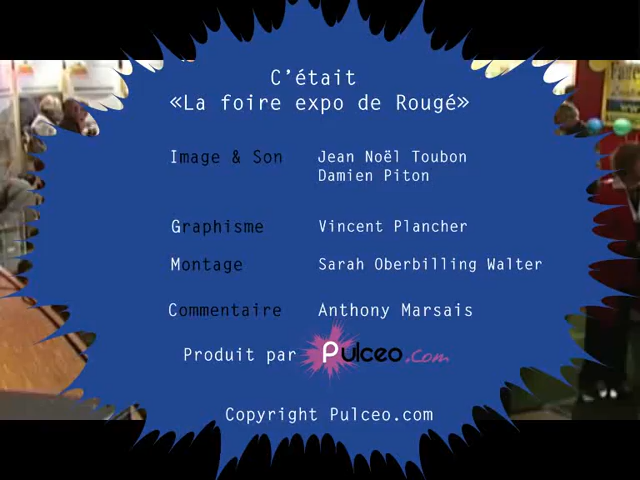 C'était
«La foire expo de Rougé»
Image & Son Jean Noël Toubon
Damien Piton
Graphisme Vincent Plancher
Montage Sarah Oberbilling Walter
Commentaire Anthony Marsais
Produit par Pulceo.com
Copyright Pulceo.com